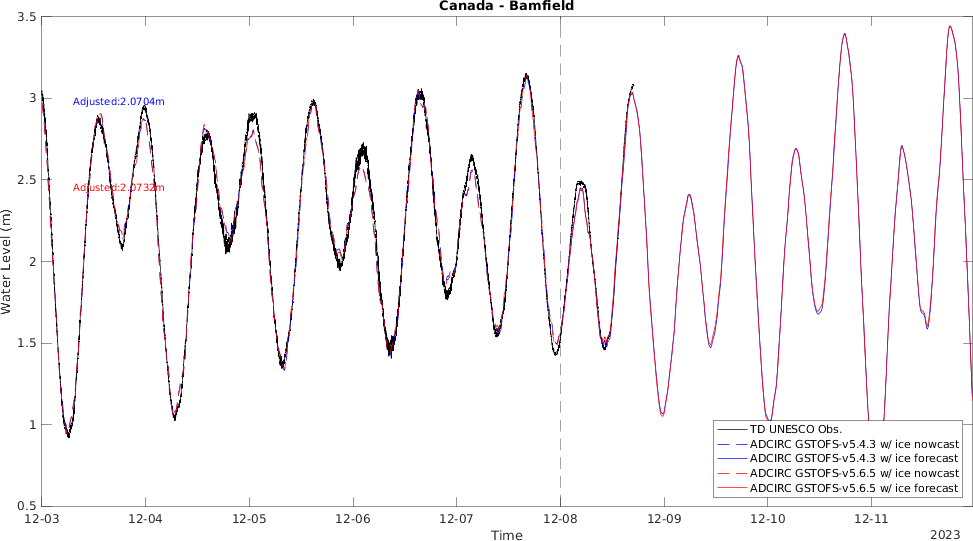 Canada - Bamfield
3.5
3
2.5
2
1.5
1
0.5
Water Level (m)
Adjusted:2.0704m
Adjusted:2.0732m
TD UNESCO Obs.
ADCIRC GSTOFS-v5.4.3 w/ ice nowcast
ADCIRC GSTOFS-v5.4.3 w/ ice forecast
ADCIRC GSTOFS-v5.6.5 w/ ice nowcast
ADCIRC GSTOFS-v5.6.5 w/ ice forecast
12-03 12-04 12-05 12-06 12-07 12-08 12-09 12-10 12-11
Time
2023